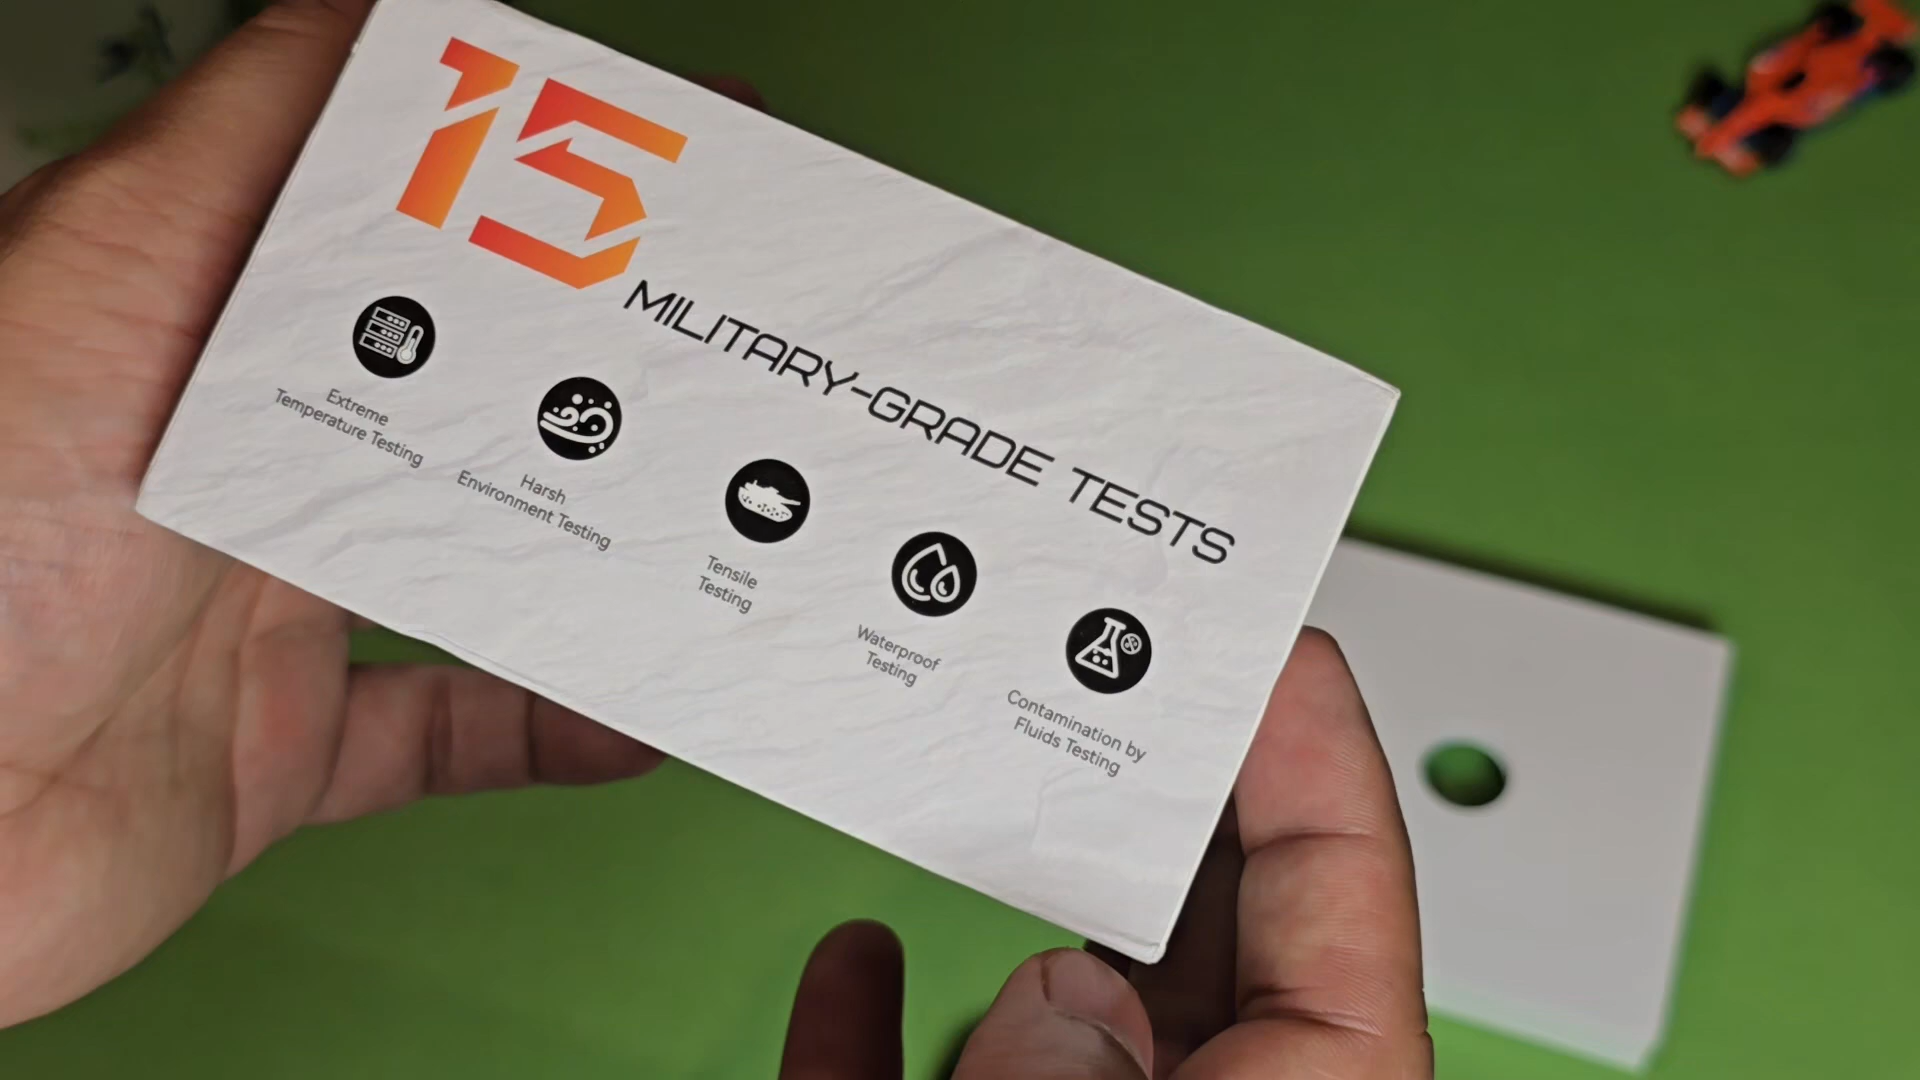 15
MILITARY-GRADE TESTS
Extreme
Temperature Testing
Harsh
Environment Testing
Tensile
Testing
Waterproof
Testing
Contamination by
Fluids Testing